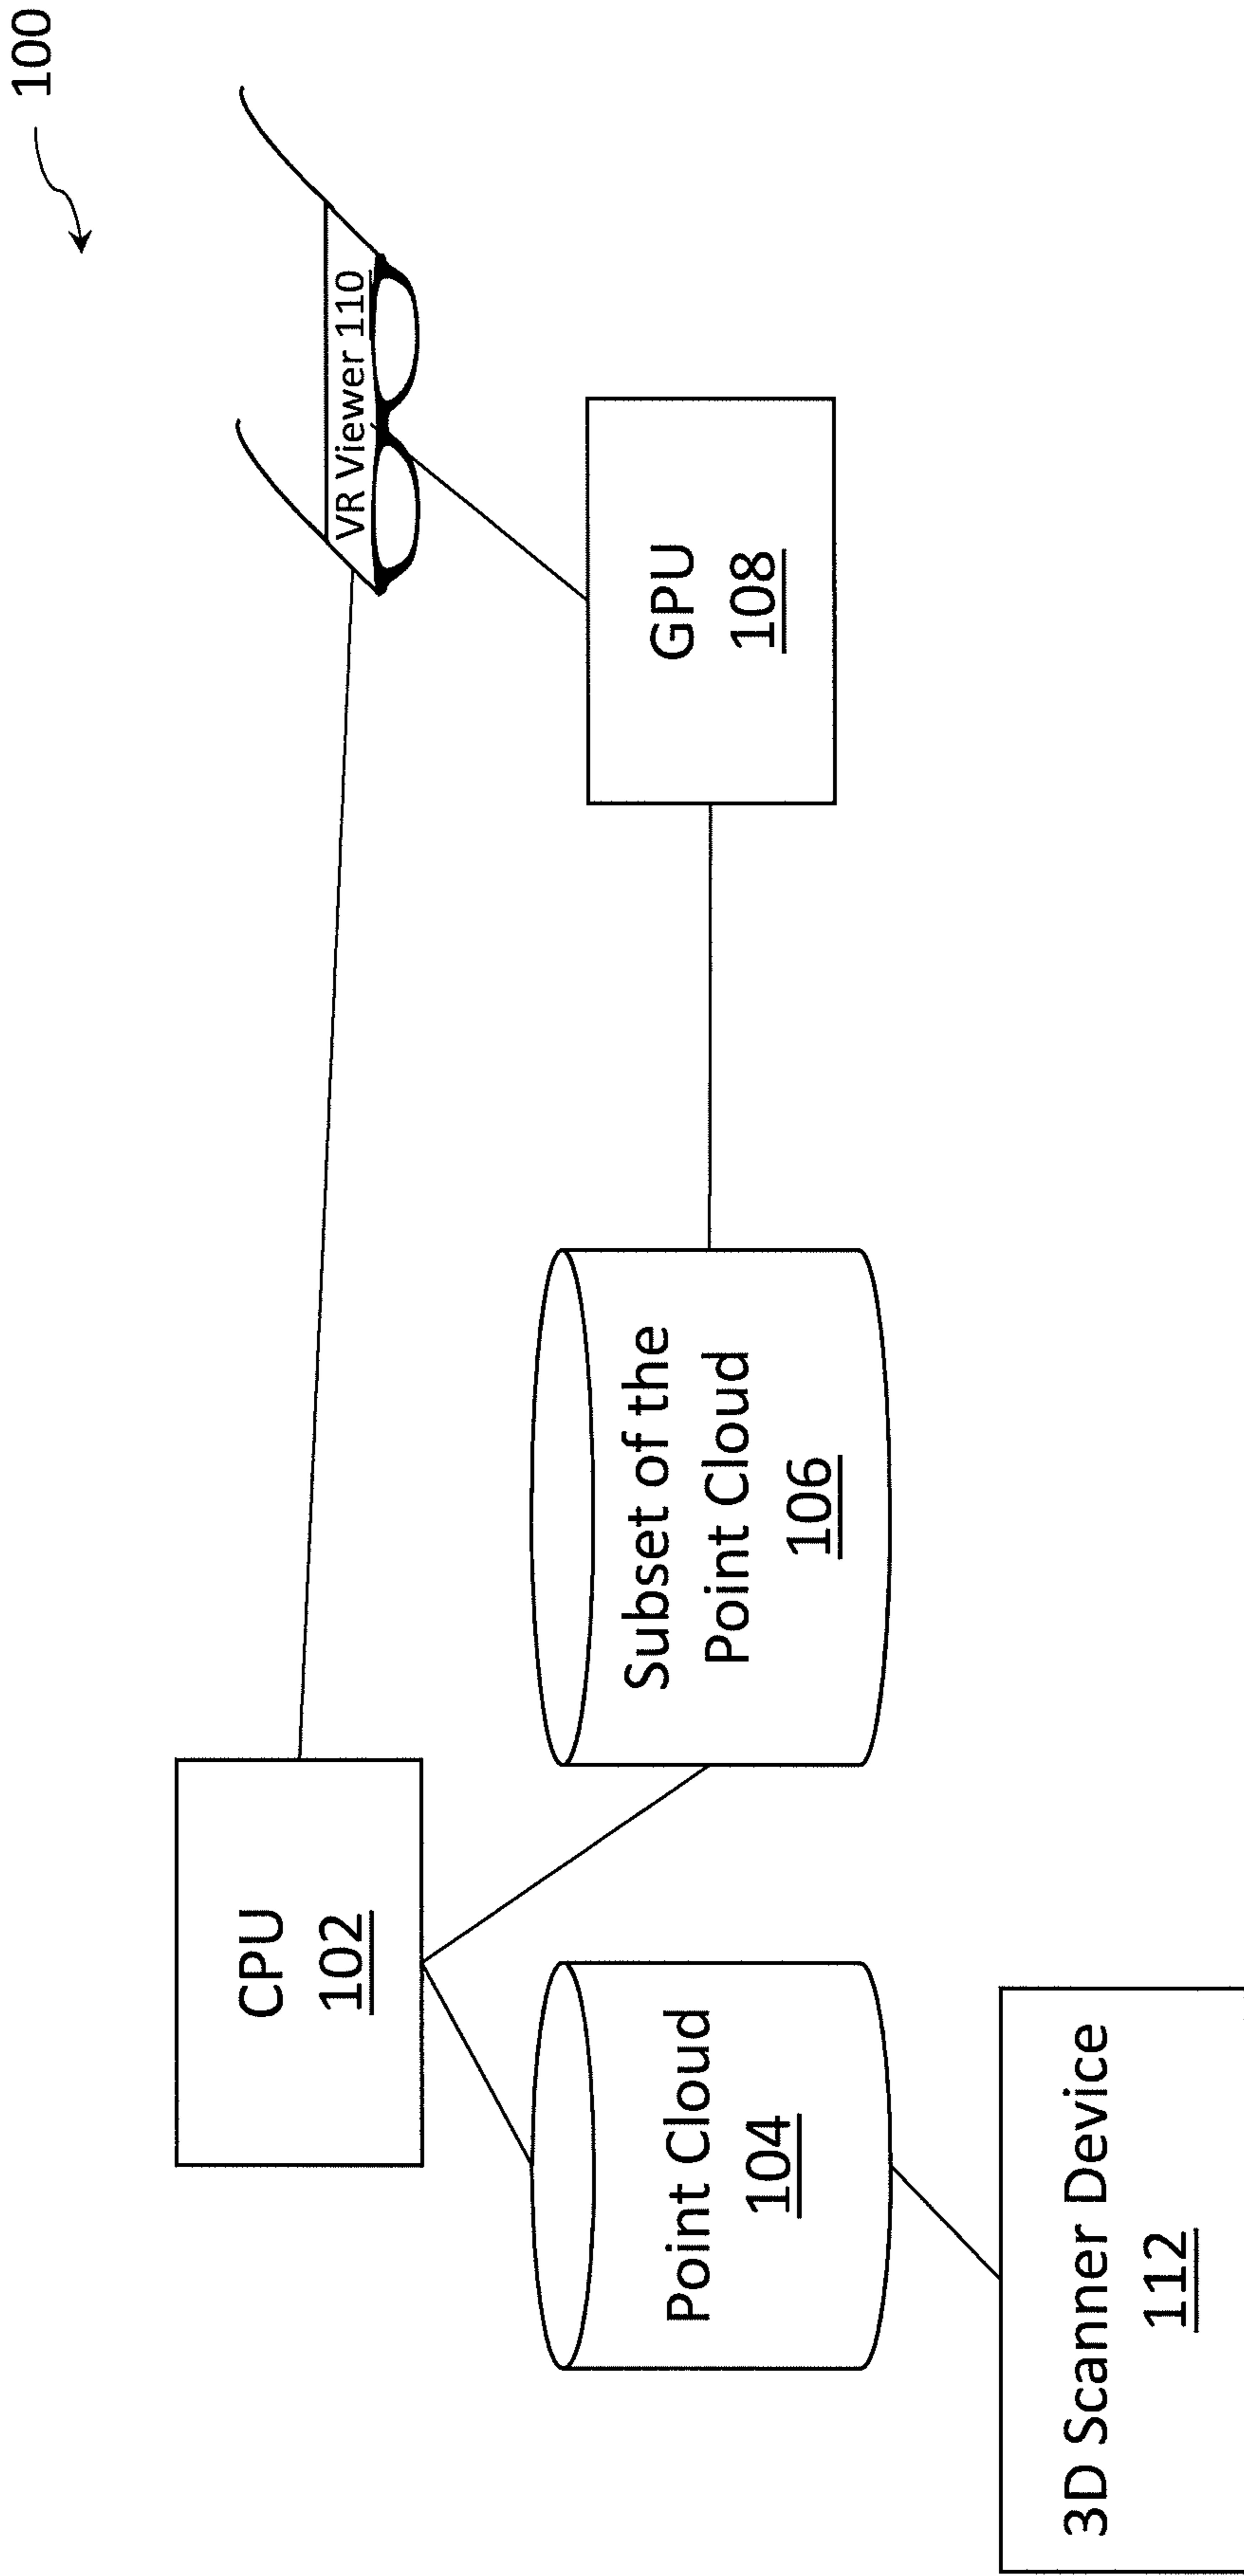 100
VR Viewer 110
CPU
102
GPU
108
Subset of the
Point Cloud
106
Point Cloud
104
3D Scanner Device
112